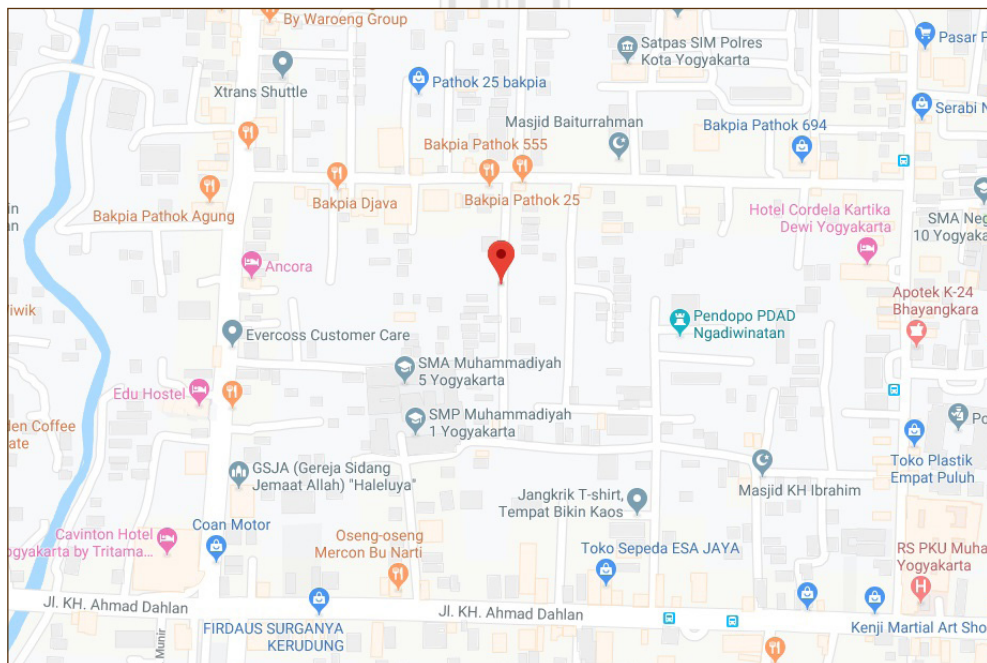 By Waroeng Group
Satpas SIM Polres
Kota Yogyakarta
Pasar P
Xtrans Shuttle
Pathok 25 bakpia
Serabi N
Masjid Baiturrahman
Bakpia Pathok 694
Bakpia Pathok 555
Bakpia Djava
Bakpia Pathok 25
Bakpia Pathok Agung
Hotel Cordela Kartika
Dewi Yogyakarta
SMA Neg
10 Yogyaka
Ancora
Apotek K-24
Bhayangkara
iwik
Pendopo PDAD
Ngadiwinatan
Evercoss Customer Care
SMA Muhammadiyah
5 Yogyakarta
Edu Hostel
SMP Muhammadiyah
1 Yogyakarta
den Coffee
ate
Po
GSJA (Gereja Sidang
Jemaat Allah) "Haleluya"
Toko Plastik
Empat Puluh
Masjid KH Ibrahim
Jangkrik T-shirt,
Tempat Bikin Kaos
Coan Motor
Cavinton Hotel
ogyakarta by Tritama...
Oseng-oseng
Mercon Bu Narti
Toko Sepeda ESA JAYA
RS PKU Muha
Yogyakarta
Jl. KH. Ahmad Dahlan
Jl. KH. Ahmad Dahlan
FIRDAUS SURGANYA
KERUDUNG
Kenji Martial Art Sho
Munir